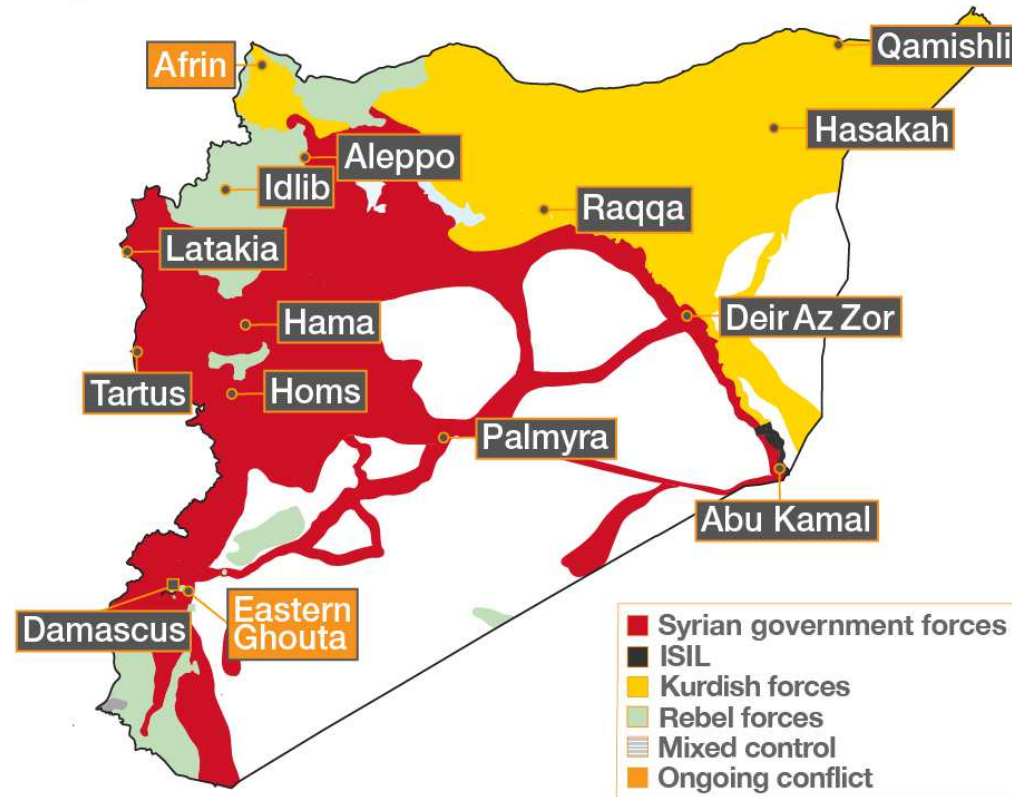 Afrin
Qamishli
Hasakah
Aleppo
Idlib
Raqqa
Latakia
Deir Az Zor
Hama
Tartus
Homs
Palmyra
Abu Kamal
Eastern
Ghouta
Damascus
Syrian government forces
ISIL
Kurdish forces
Rebel forces
Mixed control
Ongoing conflict